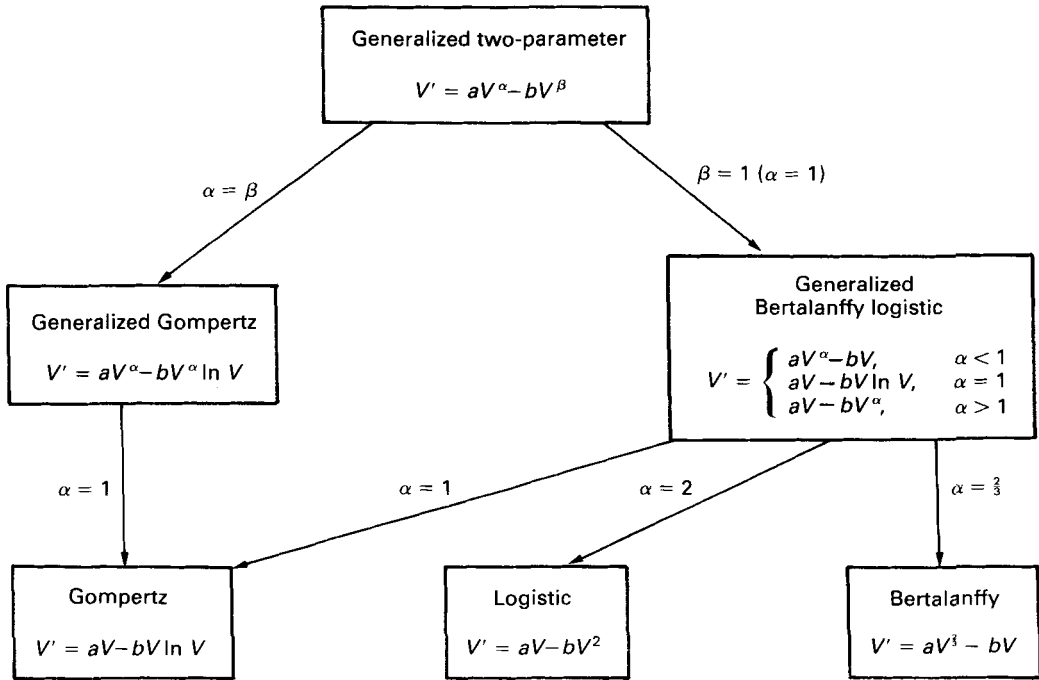 Generalized two-parameter
V′ = aV^α – bV^β
α = β
β = 1 (α = 1)
Generalized Gompertz
V′ = aV^α – bV^α ln V
Generalized
Bertalanffy logistic
V′ = { aV^α – bV, α < 1
aV – bV ln V, α = 1
aV – bV^α, α > 1
α = 1
α = 1
α = 2
α = 2/3
Gompertz
V′ = aV – bV ln V
Logistic
V′ = aV – bV^2
Bertalanffy
V′ = aV^2/3 – bV